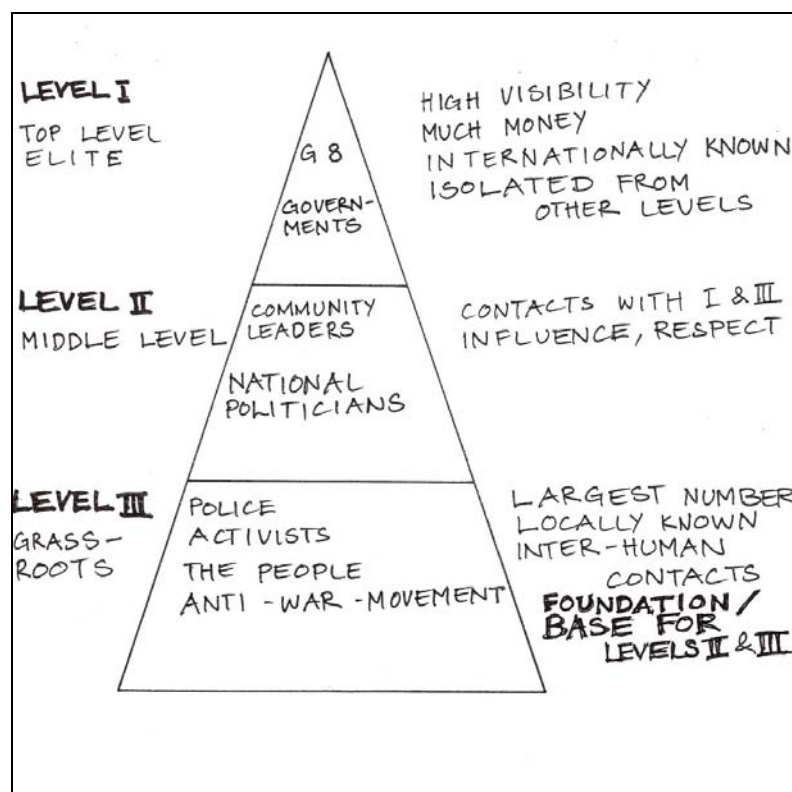 LEVEL I
TOP LEVEL
ELITE
G 8
GOVERN-
MENTS
HIGH VISIBILITY
MUCH MONEY
INTERNATIONALLY KNOWN
ISOLATED FROM
OTHER LEVELS
LEVEL II
MIDDLE LEVEL
COMMUNITY
LEADERS
NATIONAL
POLITICIANS
CONTACTS WITH I & III
INFLUENCE, RESPECT
LEVEL III
GRASS-
ROOTS
POLICE
ACTIVISTS
THE PEOPLE
ANTI-WAR-MOVEMENT
LARGEST NUMBER
LOCALLY KNOWN
INTER-HUMAN
CONTACTS
FOUNDATION/
BASE FOR
LEVELS II & III